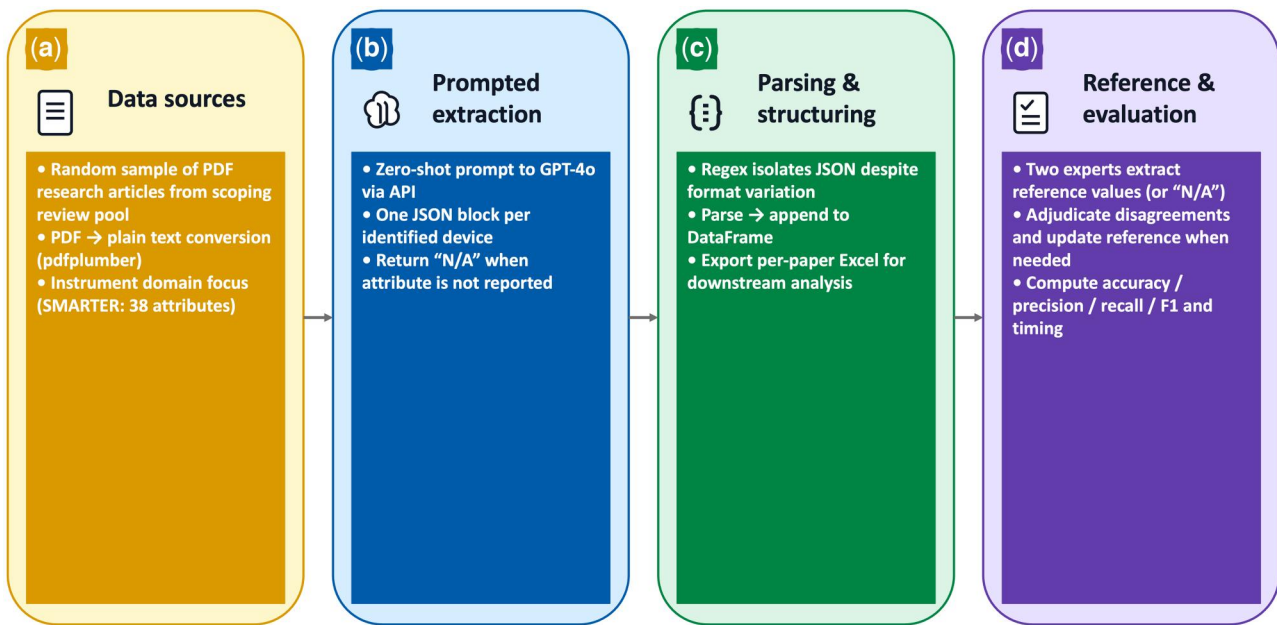 (a)
Data sources
• Random sample of PDF
research articles from scoping
review pool
• PDF → plain text conversion
(pdfplumber)
• Instrument domain focus
(SMARTER: 38 attributes)
(b)
Prompted
extraction
• Zero-shot prompt to GPT-4o
via API
• One JSON block per
identified device
• Return “N/A” when
attribute is not reported
(c)
{:}
Parsing &
structuring
• Regex isolates JSON despite
format variation
• Parse → append to
DataFrame
• Export per-paper Excel for
downstream analysis
(d)
Reference &
evaluation
• Two experts extract
reference values (or “N/A”)
• Adjudicate disagreements
and update reference when
needed
• Compute accuracy /
precision / recall / F1 and
timing